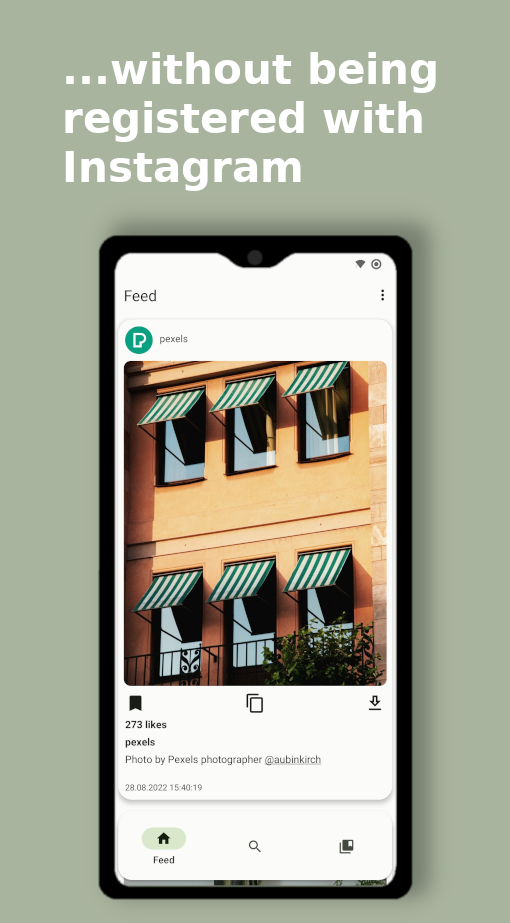 ...without being
registered with
Instagram
Feed
pexels
273 likes
pexels
Photo by Pexels photographer @aubinkirch
28.08.2022 15:40:19
Feed